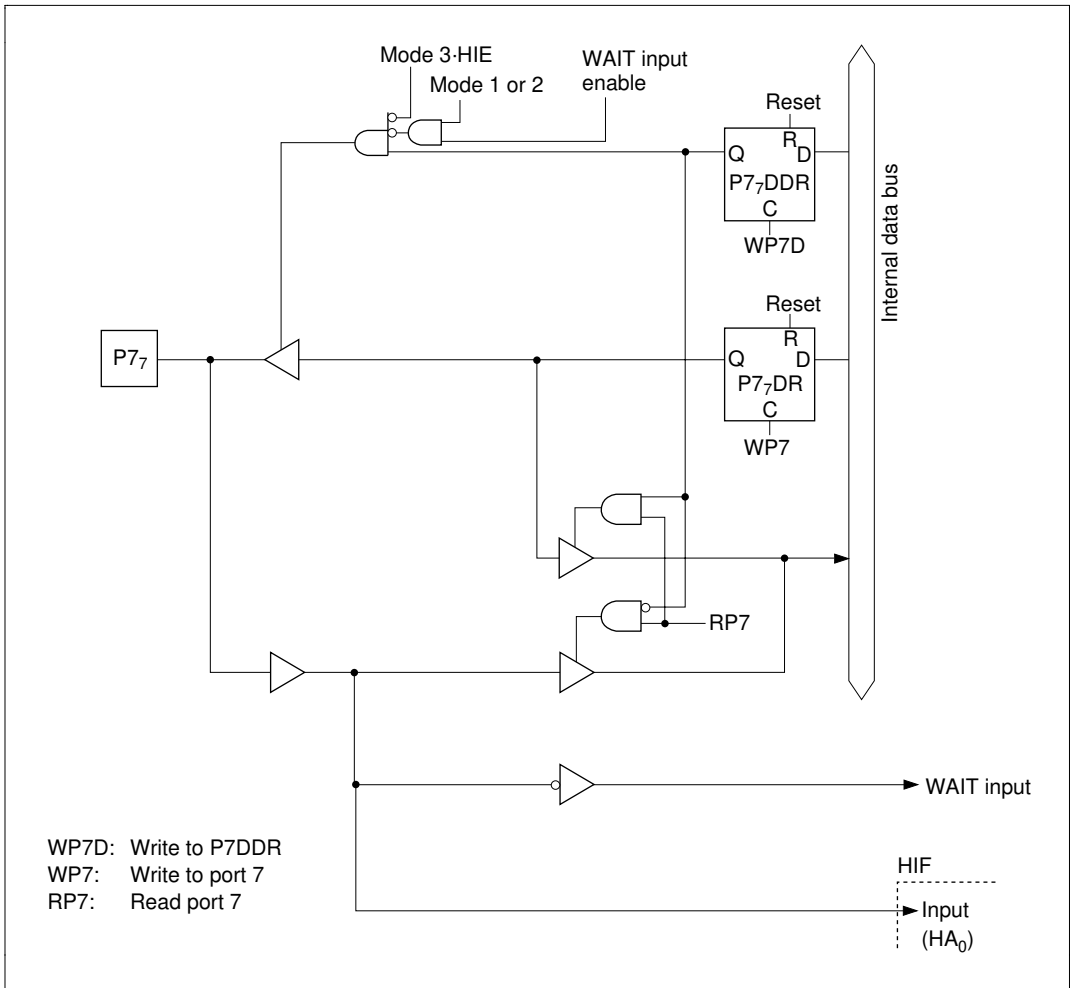 Mode 3·HIE
Mode 1 or 2
WAIT input
enable
Reset
R
Q
D
P7₇DDR
C
WP7D
Internal data bus
Reset
R
P7₇
Q
D
P7₇DR
C
WP7
RP7
WAIT input
WP7D: Write to P7DDR
WP7: Write to port 7
RP7: Read port 7
HIF
Input
(HA₀)